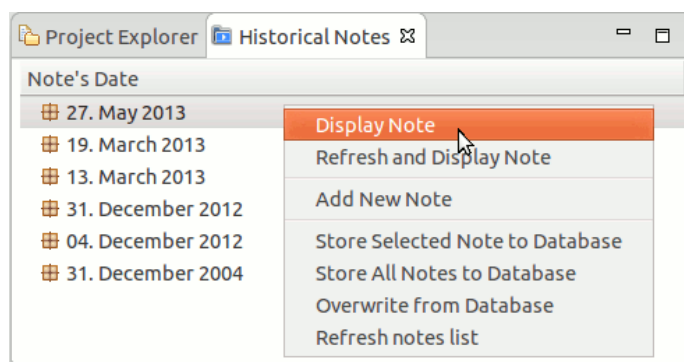 Project Explorer Historical Notes
Note's Date
27. May 2013
19. March 2013
13. March 2013
31. December 2012
04. December 2012
31. December 2004
Display Note
Refresh and Display Note
Add New Note
Store Selected Note to Database
Store All Notes to Database
Overwrite from Database
Refresh notes list